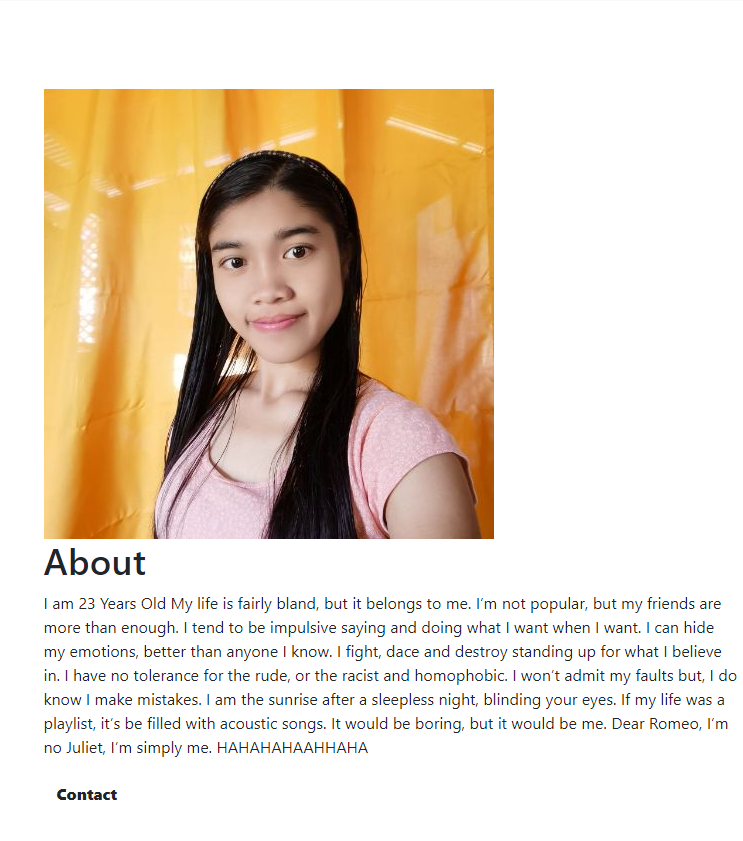 About
I am 23 Years Old My life is fairly bland, but it belongs to me. I’m not popular, but my friends are
more than enough. I tend to be impulsive saying and doing what I want when I want. I can hide
my emotions, better than anyone I know. I fight, dace and destroy standing up for what I believe
in. I have no tolerance for the rude, or the racist and homophobic. I won’t admit my faults but, I do
know I make mistakes. I am the sunrise after a sleepless night, blinding your eyes. If my life was a
playlist, it’s be filled with acoustic songs. It would be boring, but it would be me. Dear Romeo, I’m
no Juliet, I’m simply me. HAHAHAHAAHHAHA
Contact